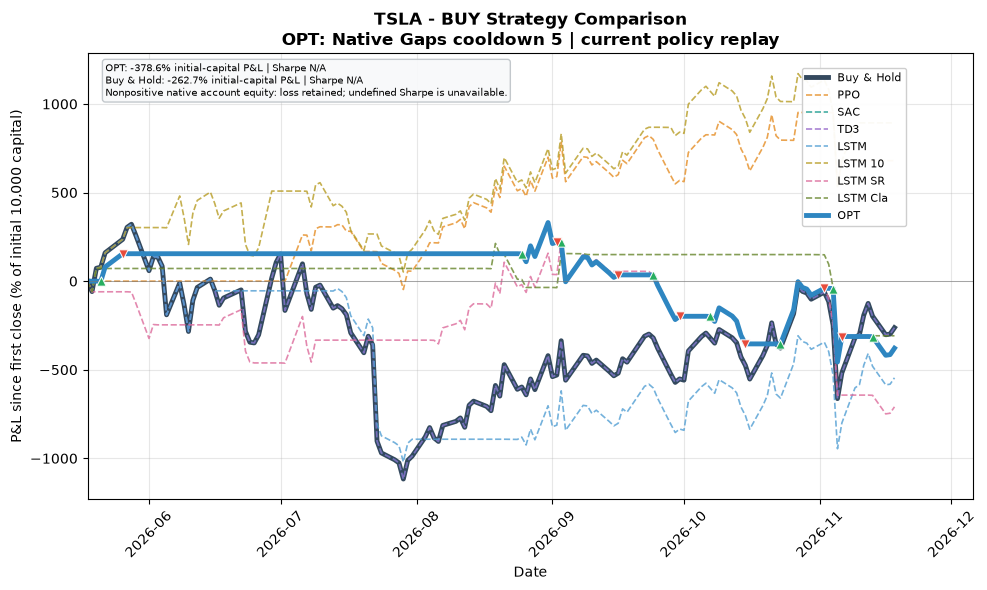 TSLA - BUY Strategy Comparison
OPT: Native Gaps cooldown 5 | current policy replay
OPT: -378.6% initial-capital P&L | Sharpe N/A
Buy & Hold: -262.7% initial-capital P&L | Sharpe N/A
Nonpositive native account equity: loss retained; undefined Sharpe is unavailable.
Buy & Hold
PPO
SAC
TD3
LSTM
LSTM 10
LSTM SR
LSTM Cla
OPT
P&L since first close (% of initial 10,000 capital)
1000
500
0
−500
−1000
2026-06
2026-07
2026-08
2026-09
2026-10
2026-11
2026-12
Date